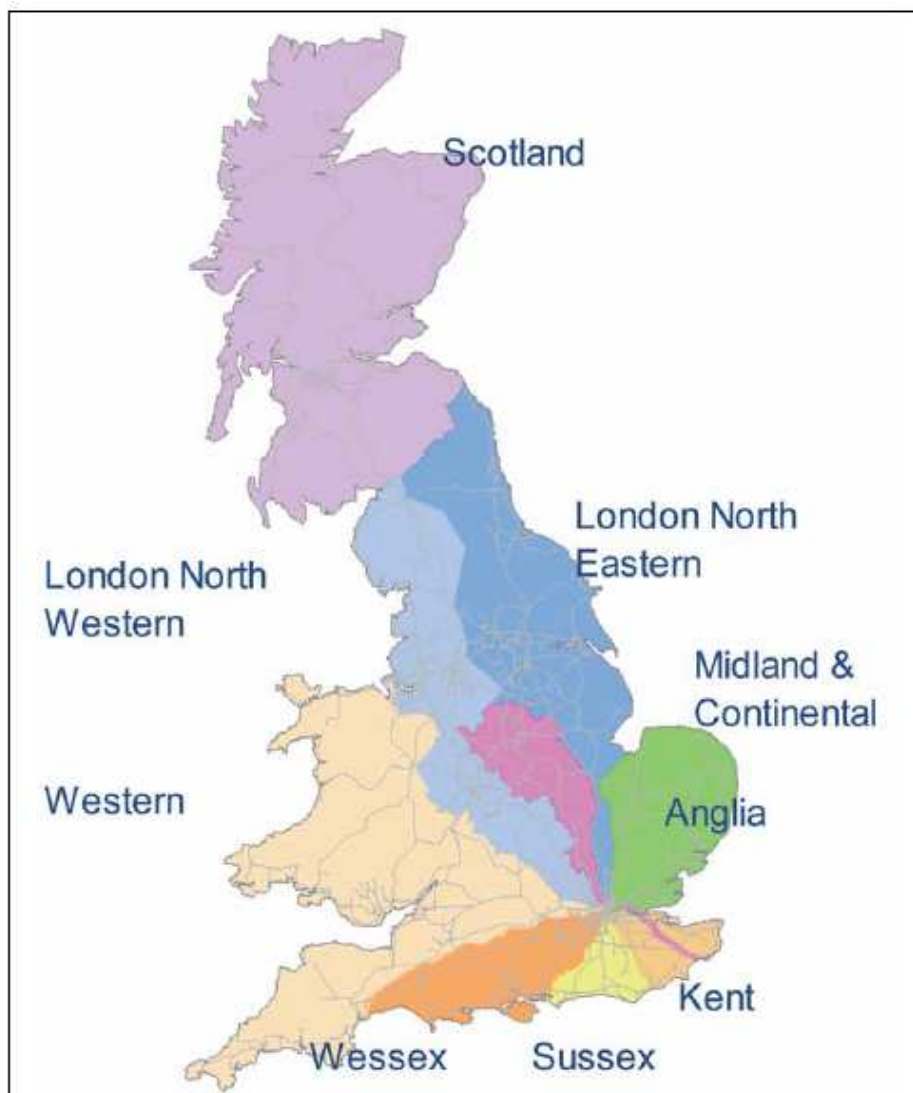 Scotland
London North
Eastern
London North
Western
Midland &
Continental
Western
Anglia
Kent
Wessex
Sussex